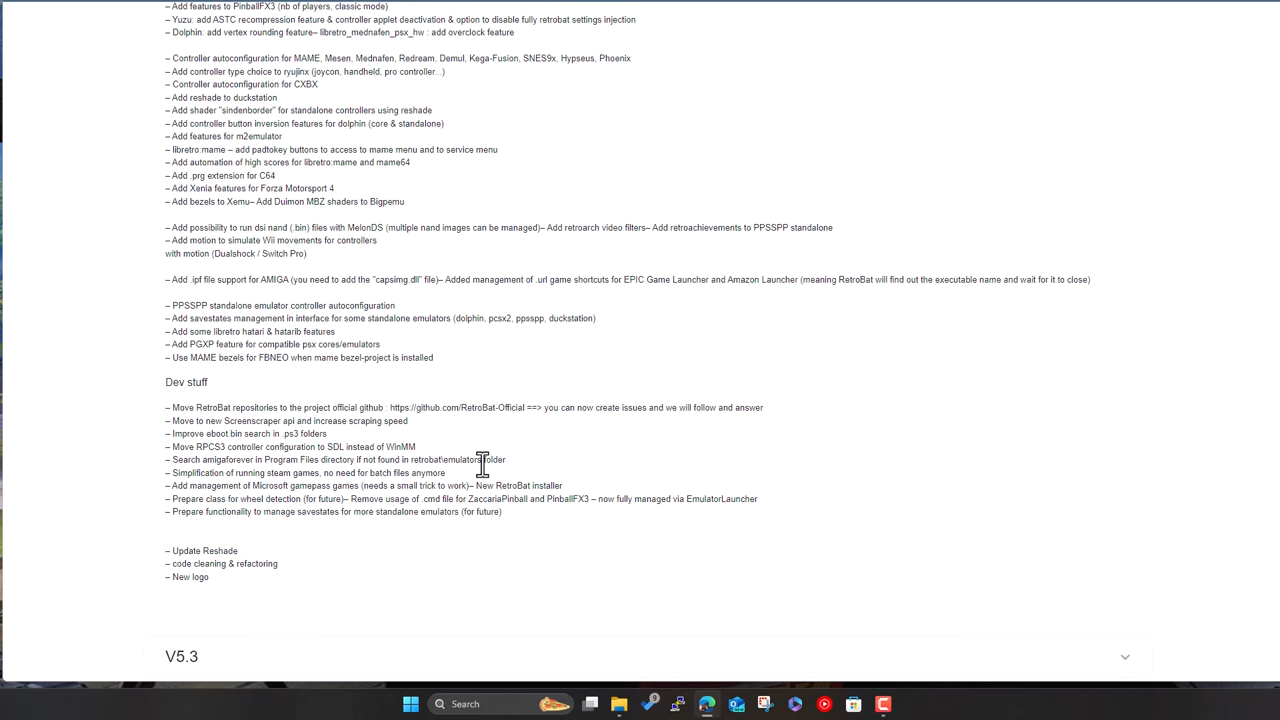 – Add features to PinballFX3 (nb of players, classic mode)
– Yuzu: add ASTC recompression feature & controller applet deactivation & option to disable fully retrobat settings injection
– Dolphin: add vertex rounding feature– libretro_mednafen_psx_hw : add overclock feature
– Controller autoconfiguration for MAME, Mesen, Mednafen, Redream, Demul, Kega-Fusion, SNES9x, Hypseus, Phoenix
– Add controller type choice to ryujinx (joycon, handheld, pro controller...)
– Controller autoconfiguration for CXBX
– Add reshade to duckstation
– Add shader "sindenborder" for standalone controllers using reshade
– Add controller button inversion features for dolphin (core & standalone)
– Add features for m2emulator
– libretro:mame – add padtokey buttons to access to mame menu and to service menu
– Add automation of high scores for libretro:mame and mame64
– Add .prg extension for C64
– Add Xenia features for Forza Motorsport 4
– Add bezels to Xemu– Add Duimon MBZ shaders to Bigpemu
– Add possibility to run dsi nand (.bin) files with MelonDS (multiple nand images can be managed)– Add retroarch video filters– Add retroachievements to PPSSPP standalone
– Add motion to simulate Wii movements for controllers
with motion (Dualshock / Switch Pro)
– Add .ipf file support for AMIGA (you need to add the "capsimg.dll" file)– Added management of .url game shortcuts for EPIC Game Launcher and Amazon Launcher (meaning RetroBat will find out the executable name and wait for it to close)
– PPSSPP standalone emulator controller autoconfiguration
– Add savestates management in interface for some standalone emulators (dolphin, pcsx2, ppsspp, duckstation)
– Add some libretro hatari & hatarib features
– Add PGXP feature for compatible psx cores/emulators
– Use MAME bezels for FBNEO when mame bezel-project is installed
Dev stuff
– Move RetroBat repositories to the project official github : https://github.com/RetroBat-Official ==> you can now create issues and we will follow and answer
– Move to new Screenscraper api and increase scraping speed
– Improve eboot.bin search in .ps3 folders
– Move RPCS3 controller configuration to SDL instead of WinMM
– Search amigaforever in Program Files directory if not found in retrobat\emulators folder
– Simplification of running steam games, no need for batch files anymore
– Add management of Microsoft gamepass games (needs a small trick to work)– New RetroBat installer
– Prepare class for wheel detection (for future)– Remove usage of .cmd file for ZaccariaPinball and PinballFX3 – now fully managed via EmulatorLauncher
– Prepare functionality to manage savestates for more standalone emulators (for future)
– Update Reshade
– code cleaning & refactoring
– New logo
V5.3
Search
9